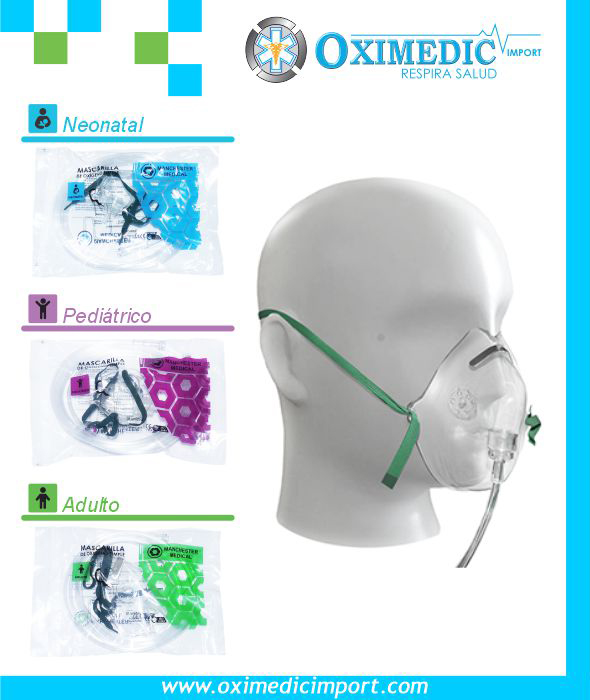 OXIMEDIC
IMPORT
RESPIRA SALUD
Neonatal
MASCARILLA
MANCHESTER
MEDICAL
Pediátrico
MASCARILLA
MANCHESTER
MEDICAL
Adulto
MASCARILLA
MANCHESTER
MEDICAL
www.oximedicimport.com